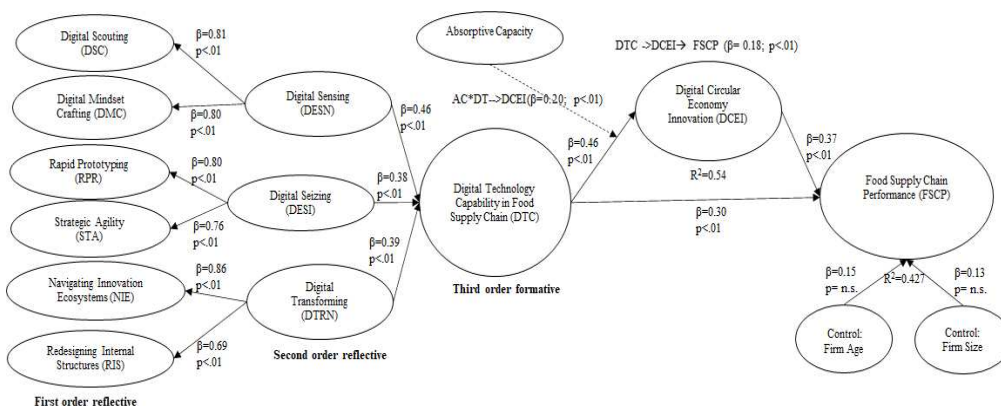 Digital Scouting
(DSC)
β=0.81
p<.01
Digital Mindset
Crafting (DMC)
β=0.80
p<.01
Rapid Prototyping
(RPR)
β=0.80
p<.01
Strategic Agility
(STA)
β=0.76
p<.01
Navigating Innovation
Ecosystems (NIE)
β=0.86
p<.01
Redesigning Internal
Structures (RIS)
β=0.69
p<.01
First order reflective
Digital Sensing
(DESN)
β=0.46
p<.01
Digital Seizing
(DESI)
β=0.38
p<.01
Digital
Transforming
(DTRN)
β=0.39
p<.01
Second order reflective
Digital Technology
Capability in Food
Supply Chain (DTC)
Third order formative
Absorptive Capacity
AC*DT-->DCEI(β=0.20; p<.01)
β=0.46
p<.01
DTC ->DCEI→ FSCP (β= 0.18; p<.01)
Digital Circular
Economy
Innovation (DCEI)
R²=0.54
β=0.37
p<.01
β=0.30
p<.01
Food Supply Chain
Performance (FSCP)
R²=0.427
β=0.15
p= n.s.
β=0.13
p= n.s.
Control:
Firm Age
Control:
Firm Size